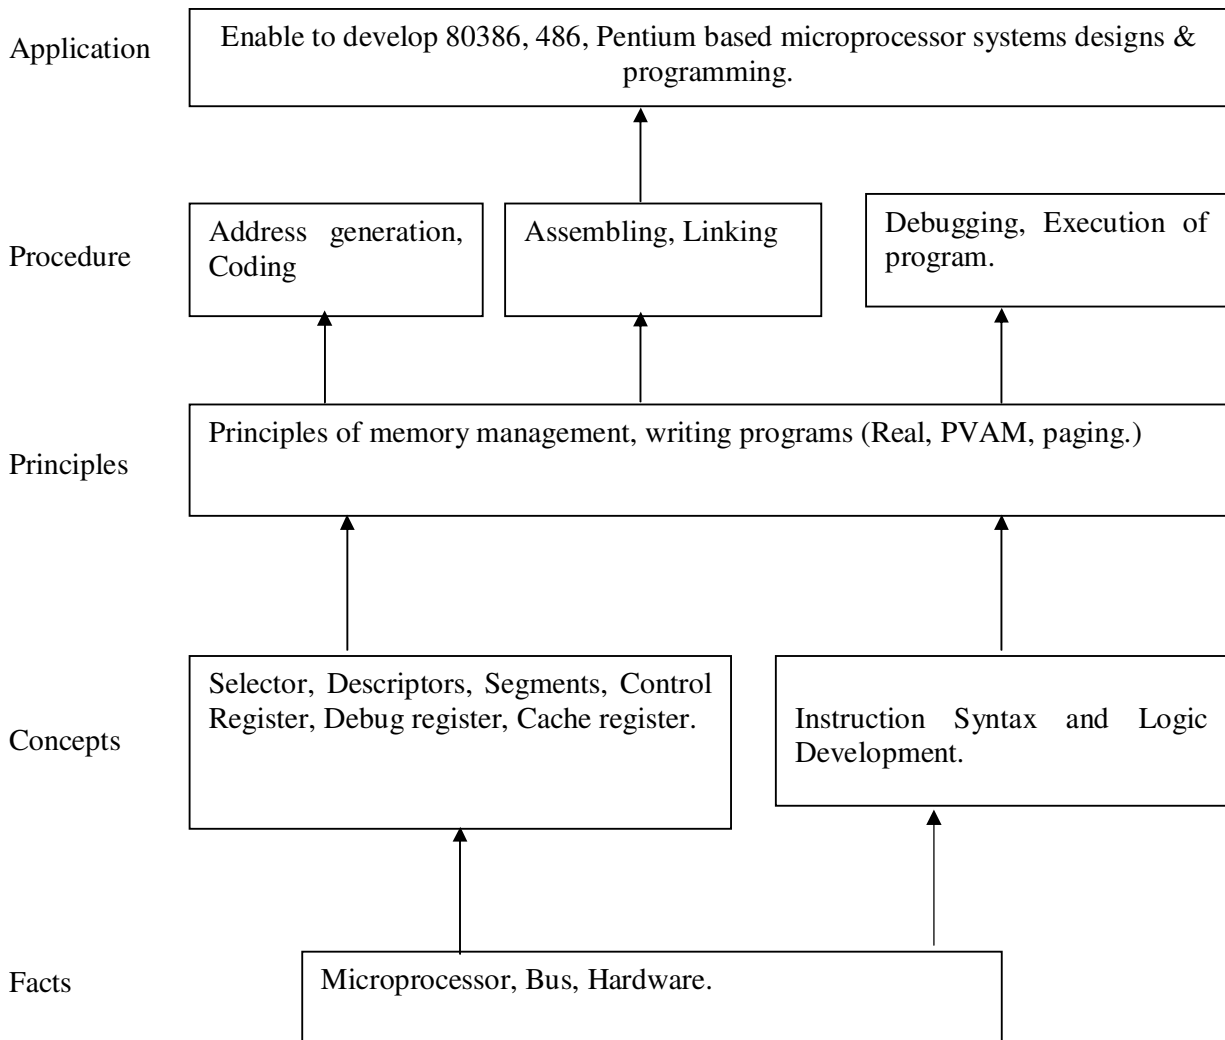 Application
Enable to develop 80386, 486, Pentium based microprocessor systems designs &
programming.
Procedure
Address generation,
Coding
Assembling, Linking
Debugging, Execution of
program.
Principles
Principles of memory management, writing programs (Real, PVAM, paging.)
Concepts
Selector, Descriptors, Segments, Control
Register, Debug register, Cache register.
Instruction Syntax and Logic
Development.
Facts
Microprocessor, Bus, Hardware.